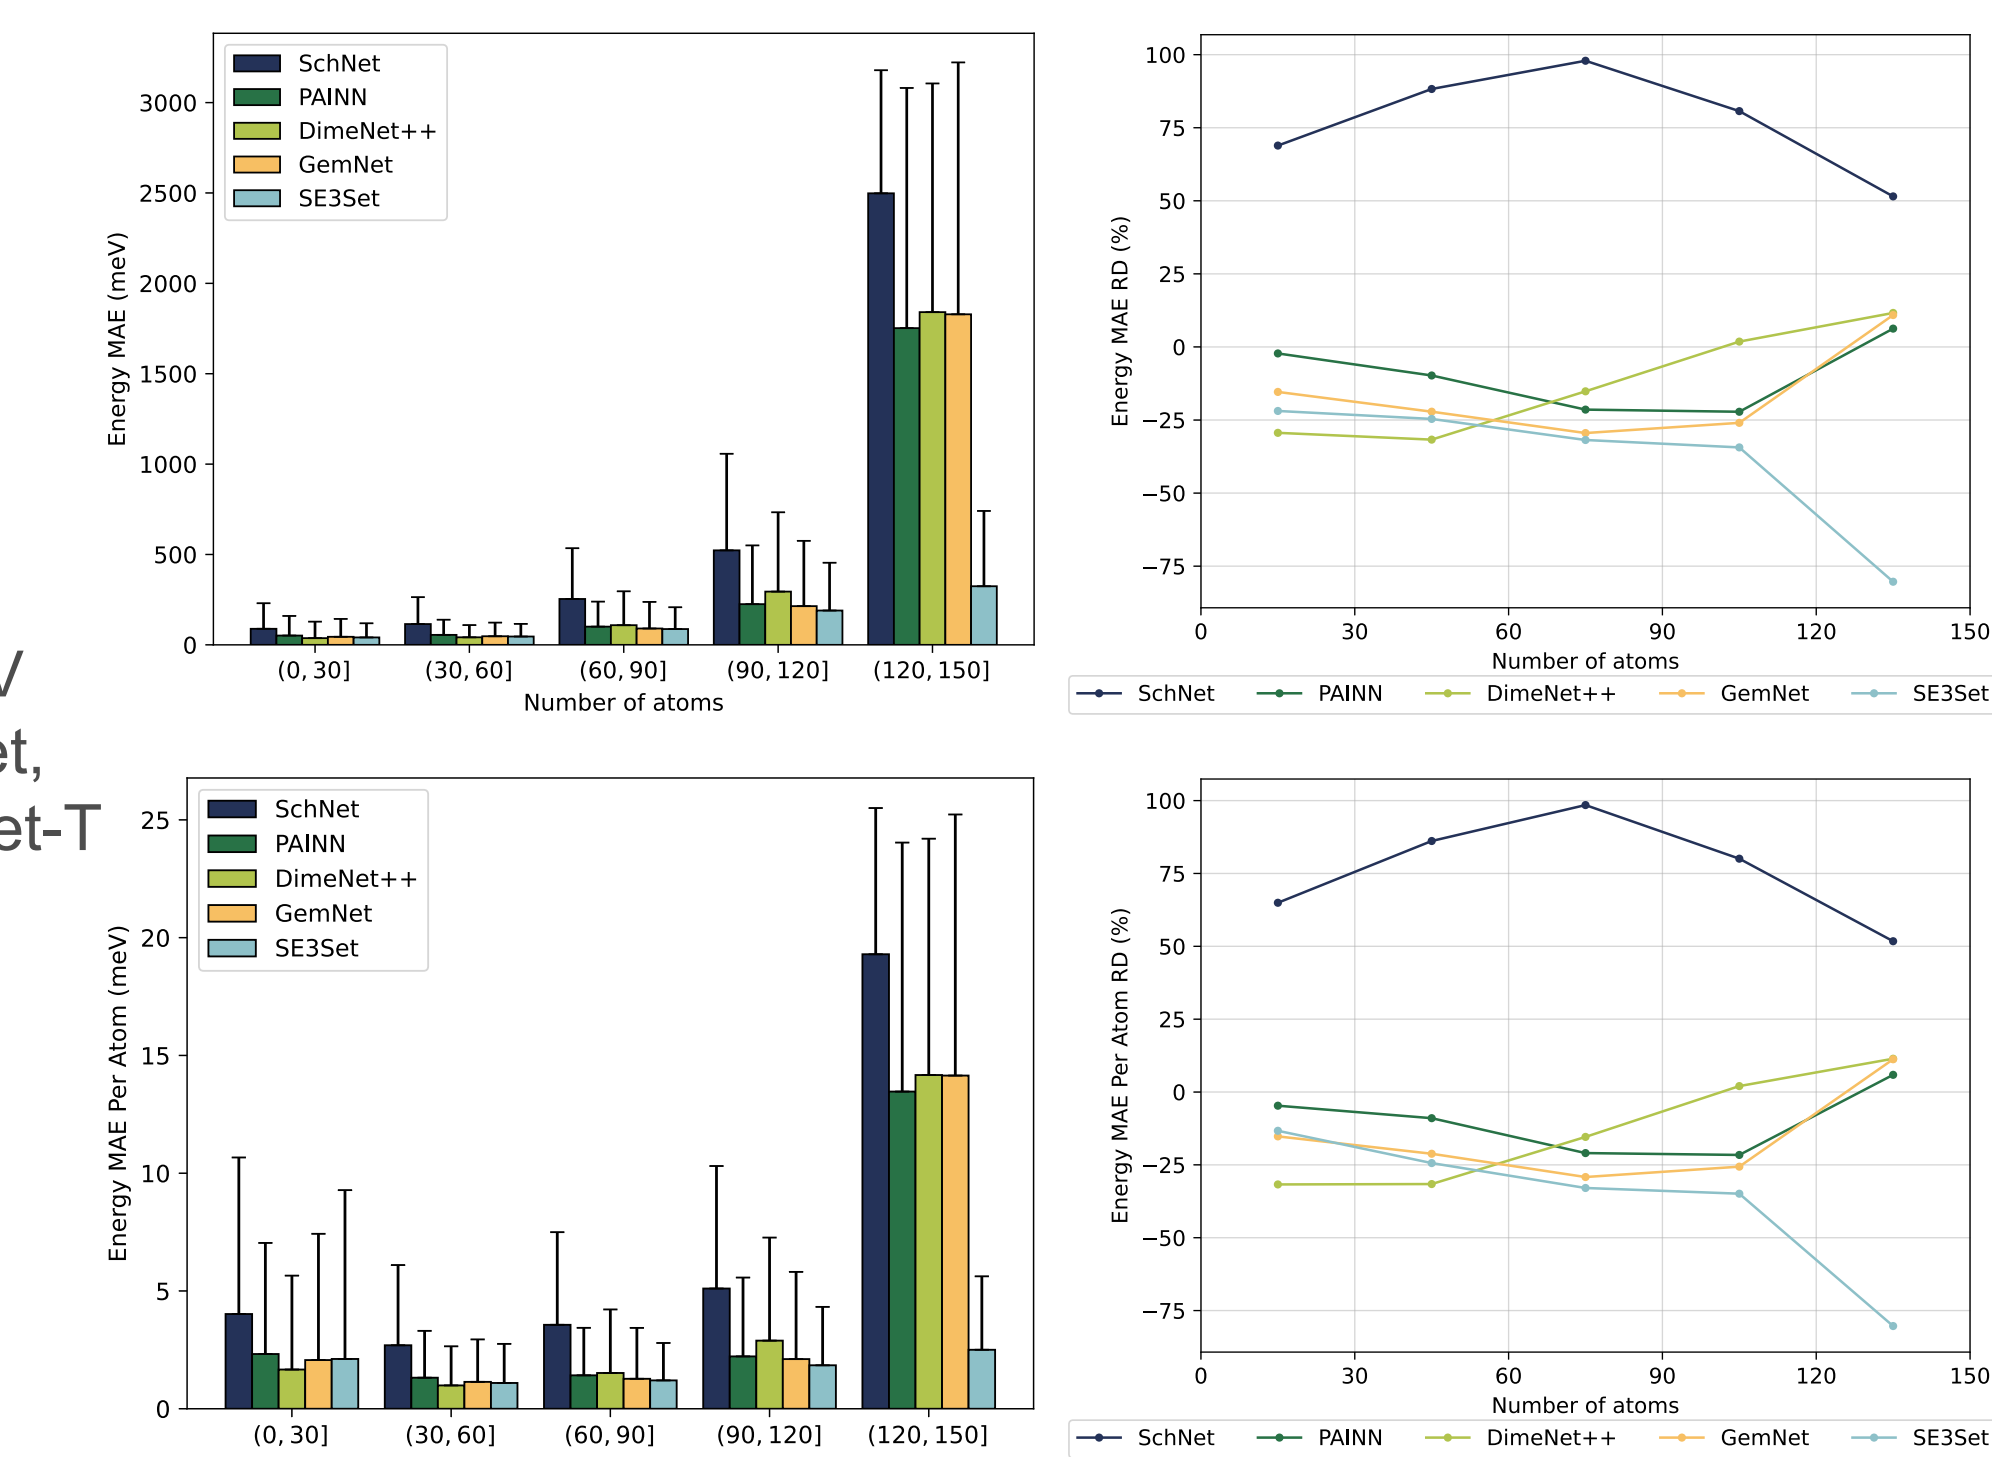 SchNet
PAINN
DimeNet++
GemNet
SE3Set
Energy MAE (meV)
3000
2500
2000
1500
1000
500
0
(0, 30] (30, 60] (60, 90] (90, 120] (120, 150]
Number of atoms
Energy MAE RD (%)
100
75
50
25
0
−25
−50
−75
0 30 60 90 120 150
Number of atoms
SchNet PAINN DimeNet++ GemNet SE3Set
V
et,
et-T
SchNet
PAINN
DimeNet++
GemNet
SE3Set
Energy MAE Per Atom (meV)
25
20
15
10
5
0
(0, 30] (30, 60] (60, 90] (90, 120] (120, 150]
Energy MAE Per Atom RD (%)
100
75
50
25
0
−25
−50
−75
0 30 60 90 120 150
Number of atoms
SchNet PAINN DimeNet++ GemNet SE3Set